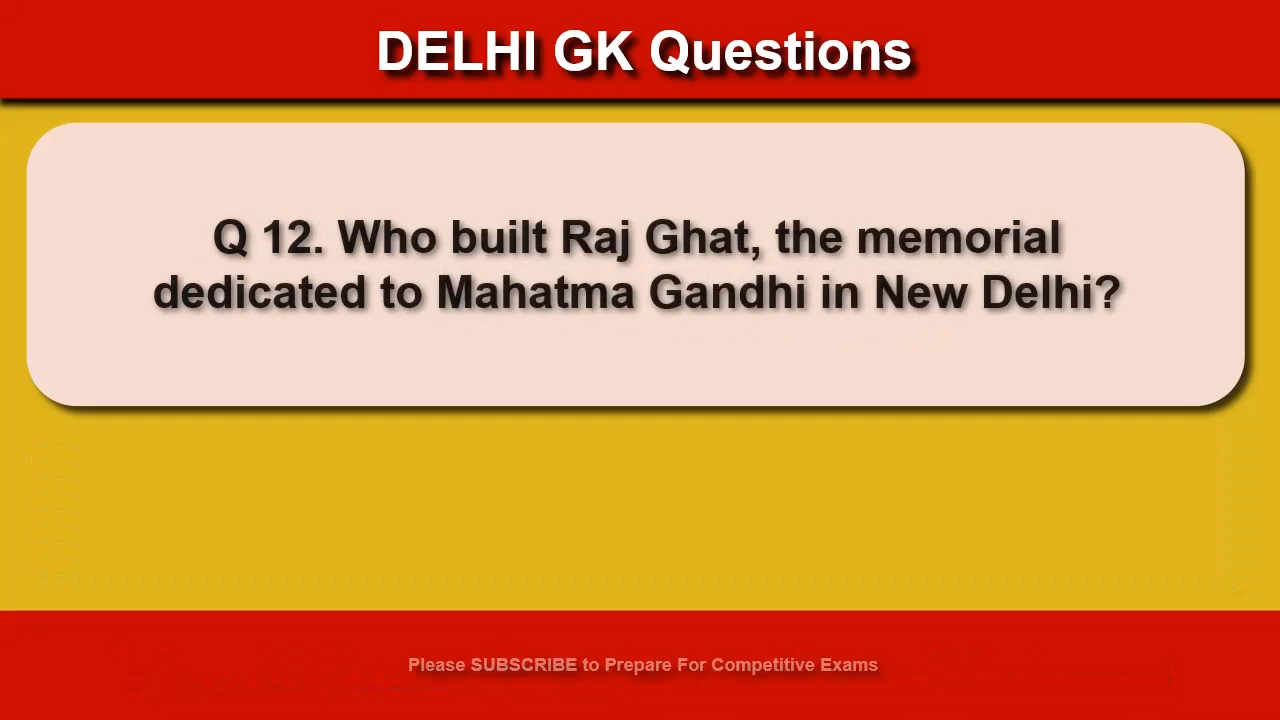 DELHI GK Questions
Q 12. Who built Raj Ghat, the memorial
dedicated to Mahatma Gandhi in New Delhi?
Please SUBSCRIBE to Prepare For Competitive Exams